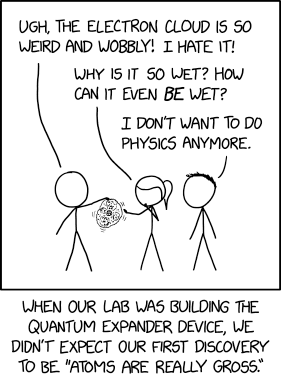 UGH, THE ELECTRON CLOUD IS SO
WEIRD AND WOBBLY! I HATE IT!
WHY IS IT SO WET? HOW
CAN IT EVEN BE WET?
I DON'T WANT TO DO
PHYSICS ANYMORE.
WHEN OUR LAB WAS BUILDING THE
QUANTUM EXPANDER DEVICE, WE
DIDN'T EXPECT OUR FIRST DISCOVERY
TO BE "ATOMS ARE REALLY GROSS."